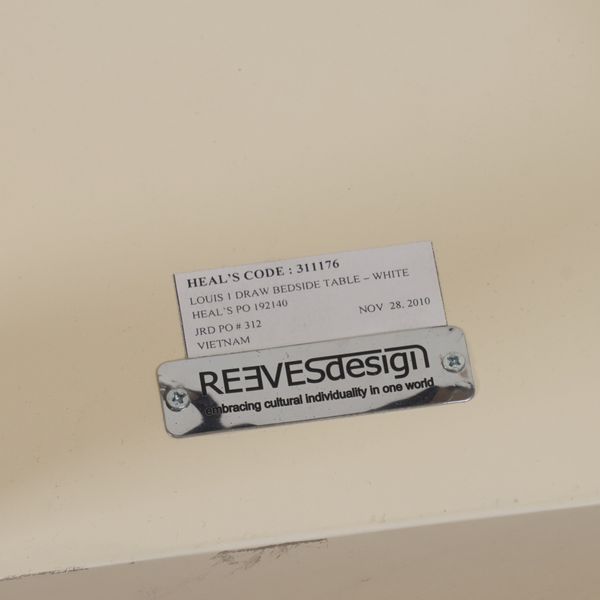 HEAL'S CODE : 311176
LOUIS 1 DRAW BEDSIDE TABLE – WHITE
HEAL'S PO 192140 NOV 28, 2010
JRD PO # 312
VIETNAM
REEVESdesign
embracing cultural individuality in one world